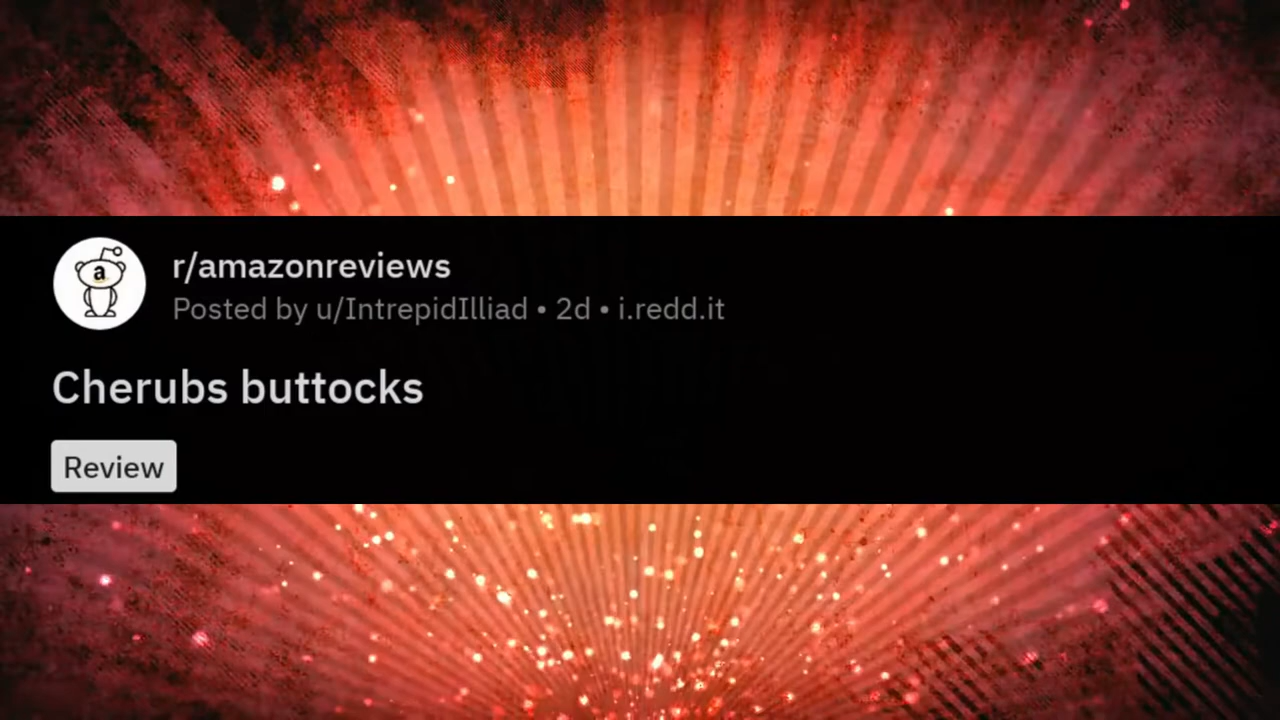 a
r/amazonreviews
Posted by u/IntrepidIlliad • 2d • i.redd.it
Cherubs buttocks
Review